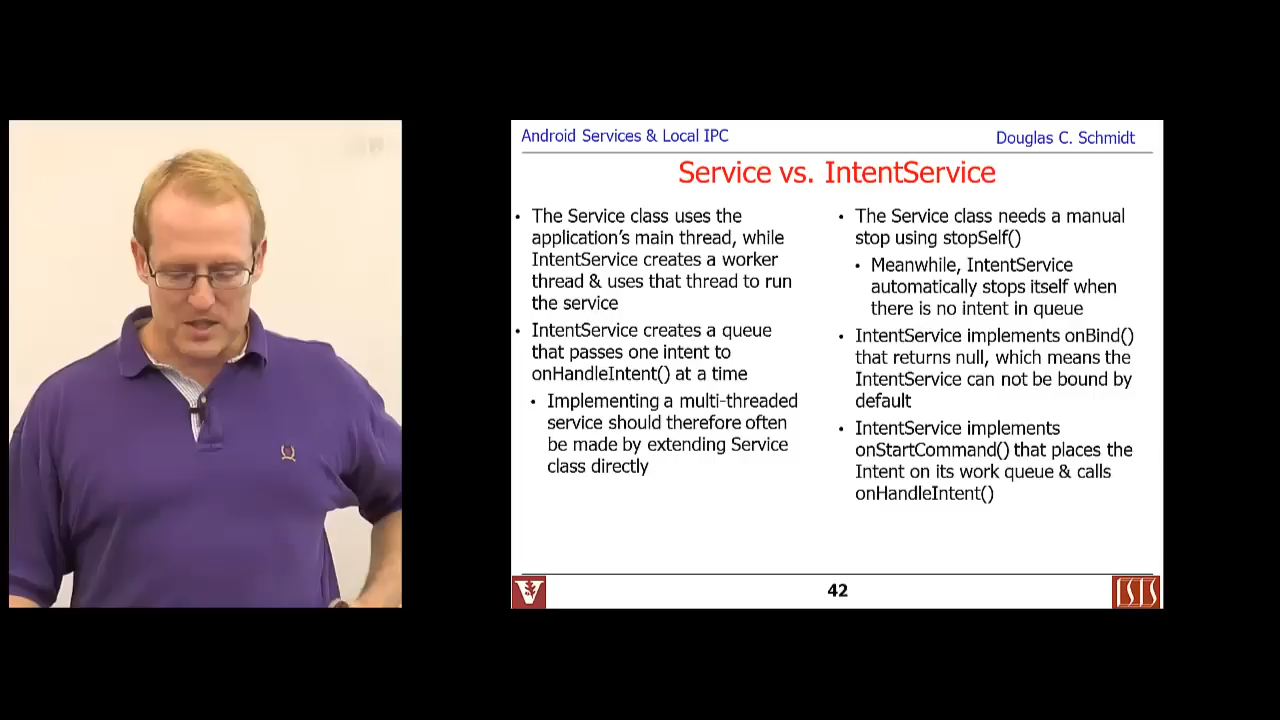 Android Services & Local IPC
Douglas C. Schmidt
Service vs. IntentService
• The Service class uses the
application's main thread, while
IntentService creates a worker
thread & uses that thread to run
the service
• IntentService creates a queue
that passes one intent to
onHandleIntent() at a time
• Implementing a multi-threaded
service should therefore often
be made by extending Service
class directly
• The Service class needs a manual
stop using stopSelf()
• Meanwhile, IntentService
automatically stops itself when
there is no intent in queue
• IntentService implements onBind()
that returns null, which means the
IntentService can not be bound by
default
• IntentService implements
onStartCommand() that places the
Intent on its work queue & calls
onHandleIntent()
V
42
ISIS